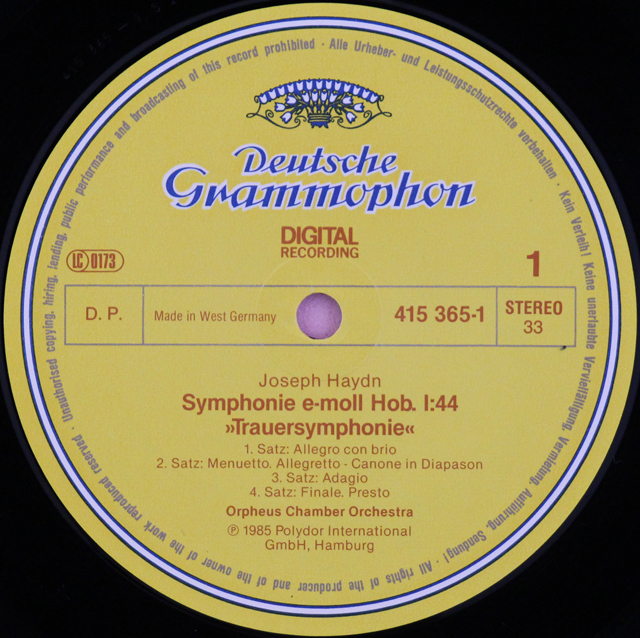 Unauthorised copying, hiring, lending, public performance and broadcasting of this record prohibited · Alle Urheber- und Leistungsschutzrechte vorbehalten · Kein Verleih! Keine unerlaubte Vervielfältigung, Vermietung, Aufführung, Sendung! · All rights of the producer and of the owner of the work reproduced reserved ·
Deutsche
Grammophon
DIGITAL
RECORDING
LC 0173
1
D. P.
Made in West Germany
415 365-1
STEREO
33
Joseph Haydn
Symphonie e-moll Hob. I:44
»Trauersymphonie«
1. Satz: Allegro con brio
2. Satz: Menuetto. Allegretto - Canone in Diapason
3. Satz: Adagio
4. Satz: Finale. Presto
Orpheus Chamber Orchestra
℗ 1985 Polydor International
GmbH, Hamburg